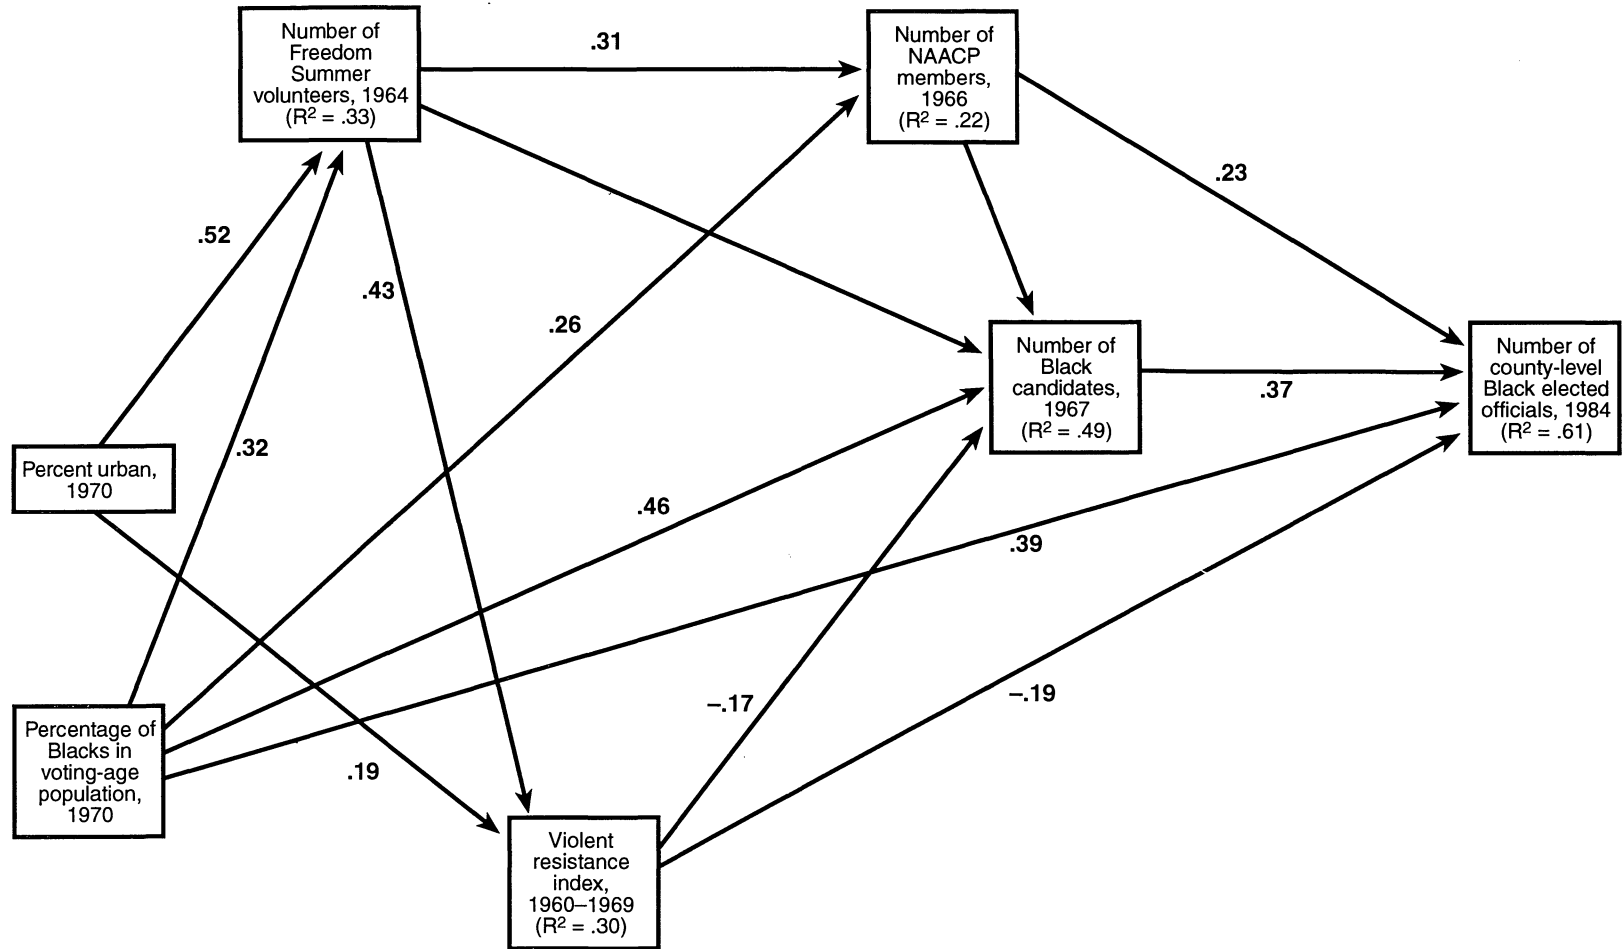 Number of
Freedom
Summer
volunteers, 1964
(R² = .33)
.31
Number of
NAACP
members,
1966
(R² = .22)
.23
.52
.43
.26
.32
Number of
Black
candidates,
1967
(R² = .49)
.37
Number of
county-level
Black elected
officials, 1984
(R² = .61)
Percent urban,
1970
.46
.39
–.17
–.19
Percentage of
Blacks in
voting-age
population,
1970
.19
Violent
resistance
index,
1960–1969
(R² = .30)